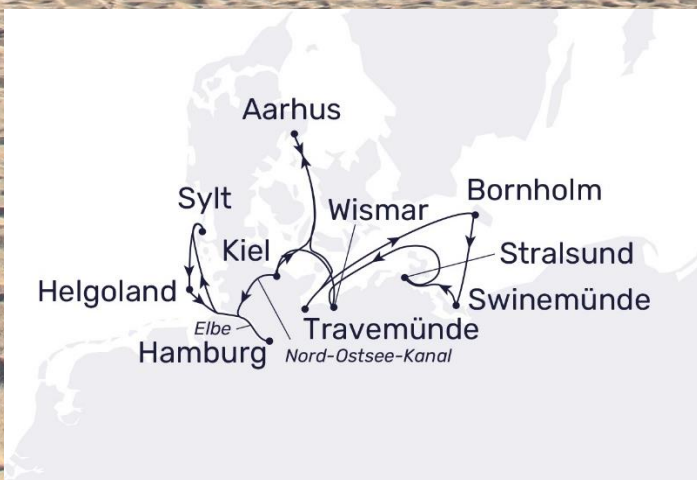 Aarhus
Bornholm
Sylt
Wismar
Kiel
Stralsund
Helgoland
Swinemünde
Elbe
Travemünde
Hamburg
Nord-Ostsee-Kanal